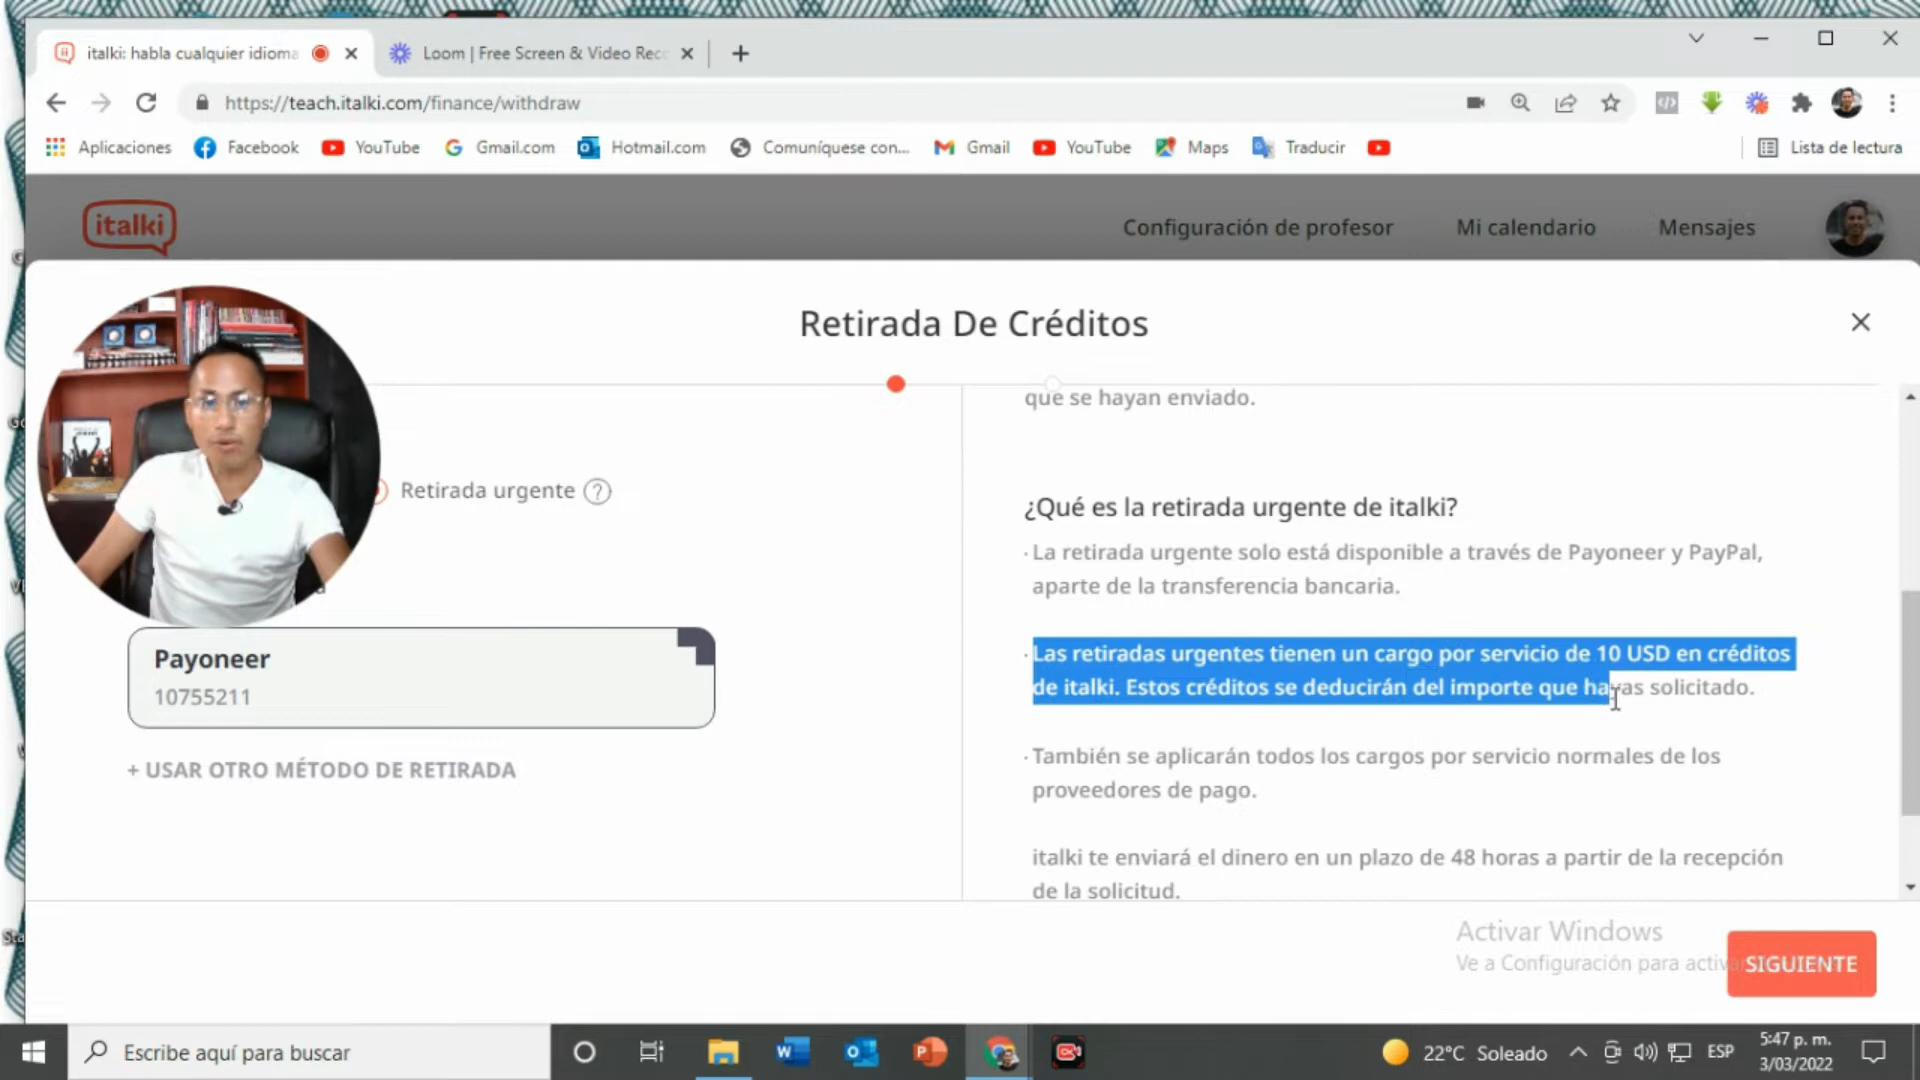 italki: habla cualquier idioma
Loom | Free Screen & Video Rec
https://teach.italki.com/finance/withdraw
Aplicaciones
Facebook
YouTube
Gmail.com
Hotmail.com
Comuníquese con...
Gmail
YouTube
Maps
Traducir
Lista de lectura
italki
Configuración de profesor
Mi calendario
Mensajes
Retirada De Créditos
Retirada urgente ?
Payoneer
10755211
+ USAR OTRO MÉTODO DE RETIRADA
que se hayan enviado.
¿Qué es la retirada urgente de italki?
· La retirada urgente solo está disponible a través de Payoneer y PayPal,
aparte de la transferencia bancaria.
· Las retiradas urgentes tienen un cargo por servicio de 10 USD en créditos
de italki. Estos créditos se deducirán del importe que hayas solicitado.
· También se aplicarán todos los cargos por servicio normales de los
proveedores de pago.
italki te enviará el dinero en un plazo de 48 horas a partir de la recepción
de la solicitud.
Activar Windows
Ve a Configuración para activar
SIGUIENTE
Escribe aquí para buscar
22°C Soleado
ESP
5:47 p. m.
3/03/2022